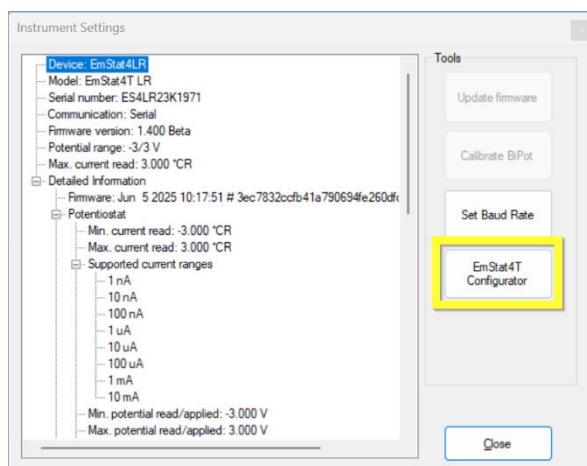 Instrument Settings
Device: EmStat4LR
Model: EmStat4T LR
Serial number: ES4LR23K1971
Communication: Serial
Firmware version: 1.400 Beta
Potential range: -3/3 V
Max. current read: 3.000 *CR
Detailed Information
Firmware: Jun 5 2025 10:17:51 # 3ec7832ccfb41a790694fe260dfc
Potentiostat
Min. current read: -3.000 *CR
Max. current read: 3.000 *CR
Supported current ranges
1 nA
10 nA
100 nA
1 uA
10 uA
100 uA
1 mA
10 mA
Min. potential read/applied: -3.000 V
Max. potential read/applied: 3.000 V
Tools
Update firmware
Calibrate BiPot
Set Baud Rate
EmStat4T
Configurator
Close